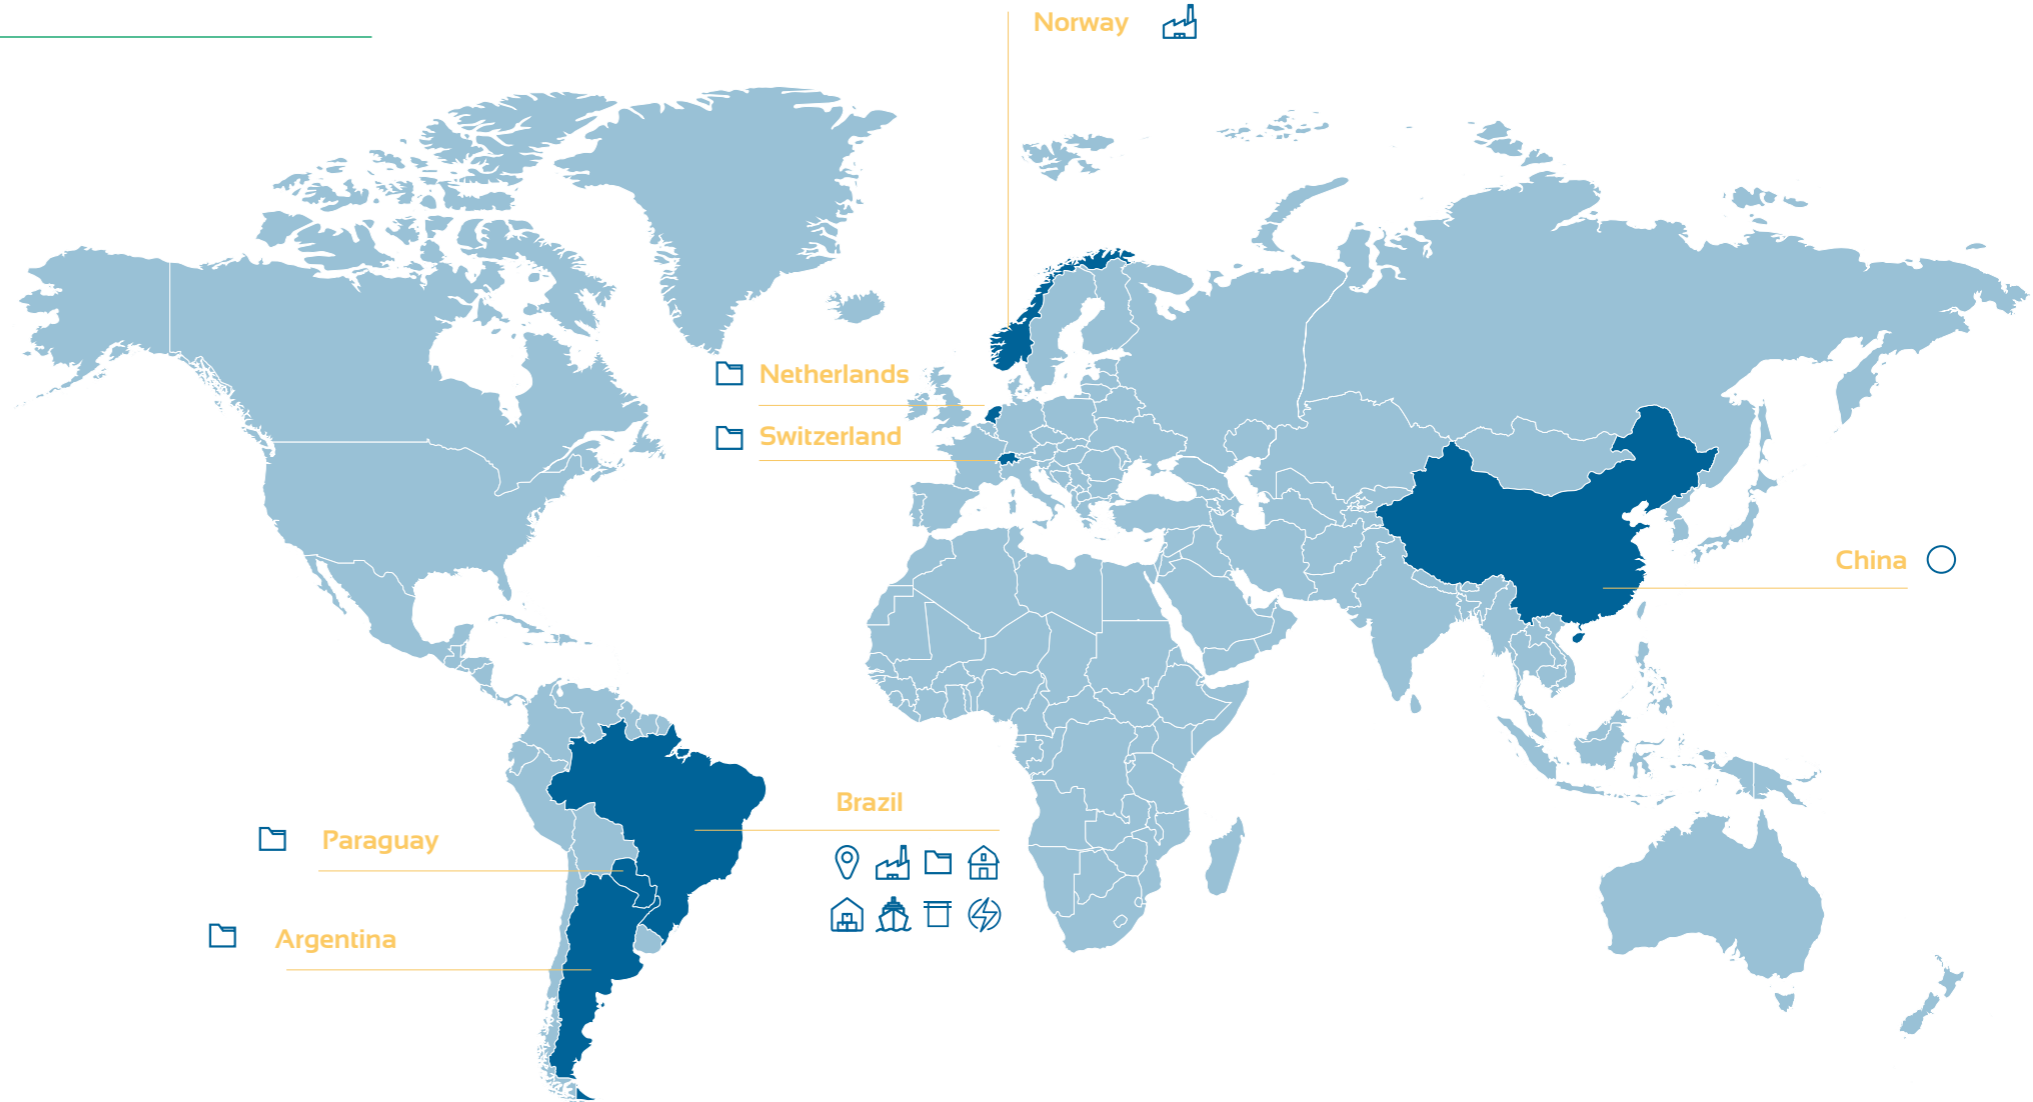 Norway
Netherlands
Switzerland
China
Brazil
Paraguay
Argentina